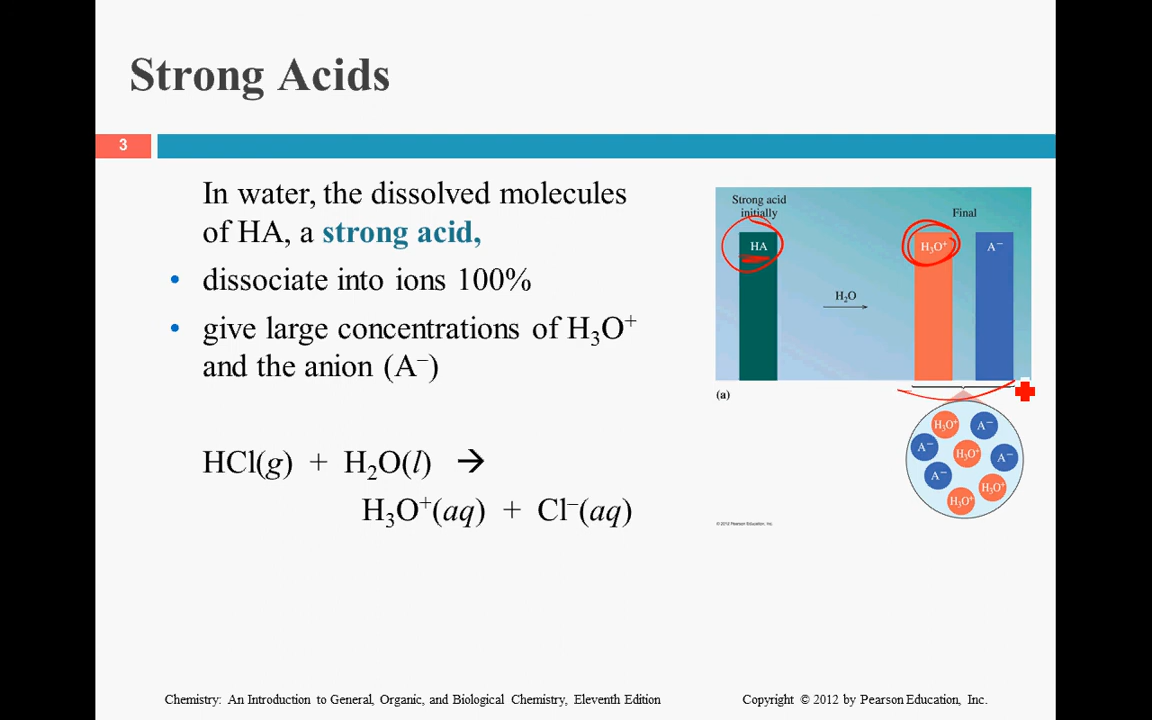 Strong Acids
3
In water, the dissolved molecules
of HA, a strong acid,
• dissociate into ions 100%
• give large concentrations of H₃O⁺
and the anion (A⁻)
HCl(g) + H₂O(l) →
H₃O⁺(aq) + Cl⁻(aq)
Strong acid
initially
Final
HA
H₃O⁺
A⁻
H₂O
(a)
H₃O⁺
A⁻
A⁻
H₃O⁺
A⁻
A⁻
H₃O⁺
H₃O⁺
© 2012 Pearson Education, Inc.
Chemistry: An Introduction to General, Organic, and Biological Chemistry, Eleventh Edition
Copyright © 2012 by Pearson Education, Inc.